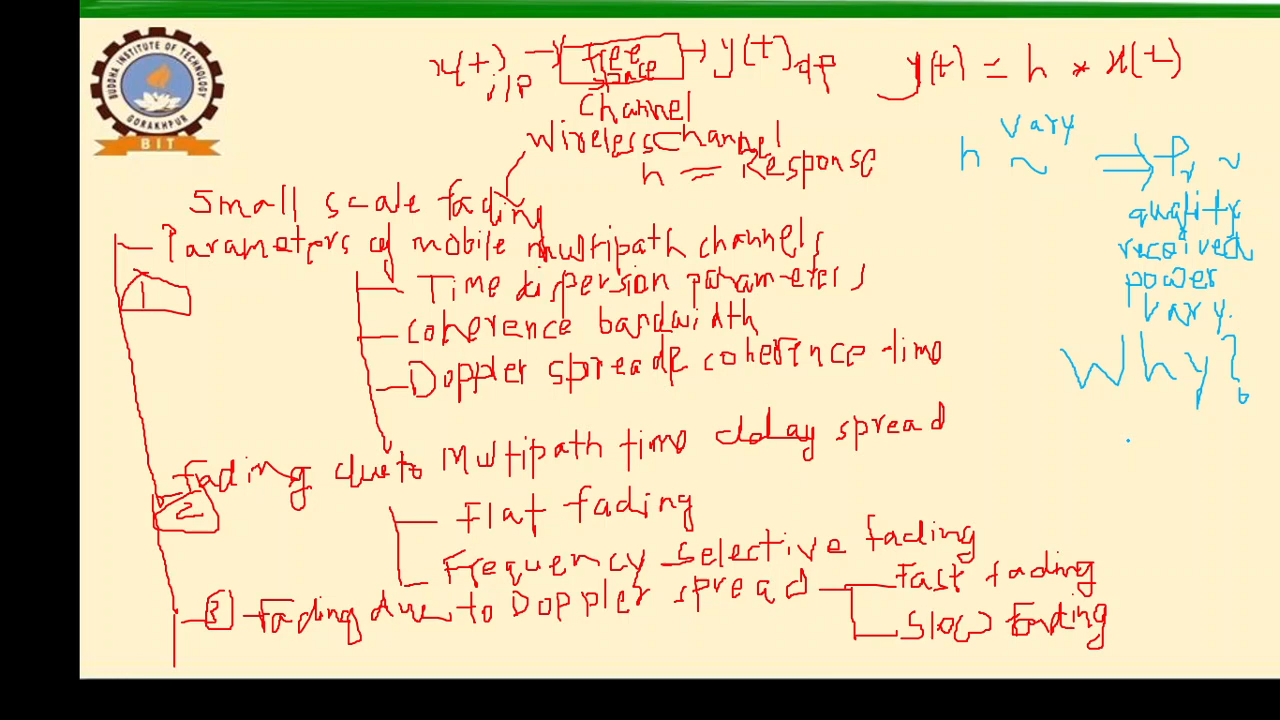 BUDDHA INSTITUTE OF TECHNOLOGY
GORAKHPUR
BIT
x(t) i/p → free space → y(t) o/p
Channel
y(t) = h * x(t)
Wireless Channel
h = Response
h vary ~ ⇒ Pr ~
quality
received
power
vary.
Why?
Small scale fading
Parameters of mobile multipath channels
1
Time dispersion parameters
Coherence bandwidth
Doppler spread & coherence time
2
fading due to Multipath time delay spread
Flat fading
Frequency selective fading
3 fading due to Doppler spread
Fast fading
Slow fading